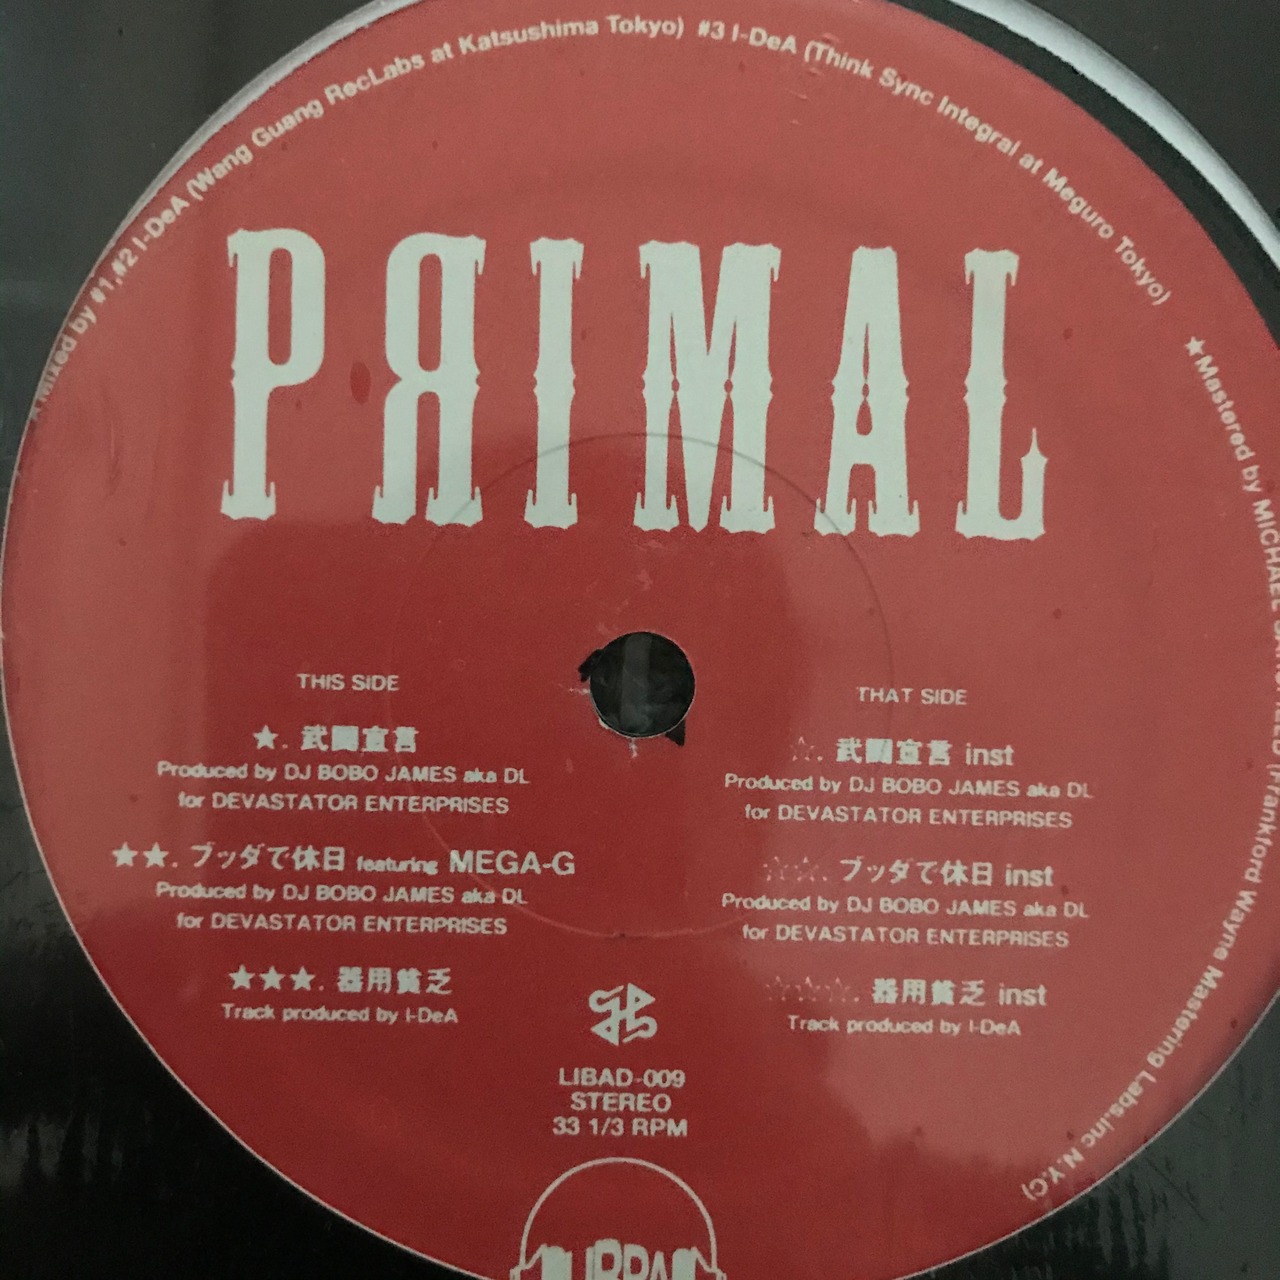 Mixed by #1,#2 I-DeA (Wang Guang RecLabs at Katsushima Tokyo) #3 I-DeA (Think Sync Integral at Meguro Tokyo)
★Mastered by MICHAEL (Frankford Wayne Mastering Labs.inc N.Y.C)
PЯIMAL
THIS SIDE
★. 武闘宣言
Produced by DJ BOBO JAMES aka DL
for DEVASTATOR ENTERPRISES
★★. ブッダで休日 featuring MEGA-G
Produced by DJ BOBO JAMES aka DL
for DEVASTATOR ENTERPRISES
★★★. 器用貧乏
Track produced by I-DeA
THAT SIDE
☆. 武闘宣言 inst
Produced by DJ BOBO JAMES aka DL
for DEVASTATOR ENTERPRISES
☆☆. ブッダで休日 inst
Produced by DJ BOBO JAMES aka DL
for DEVASTATOR ENTERPRISES
☆☆☆. 器用貧乏 inst
Track produced by I-DeA
LIBAD-009
STEREO
33 1/3 RPM